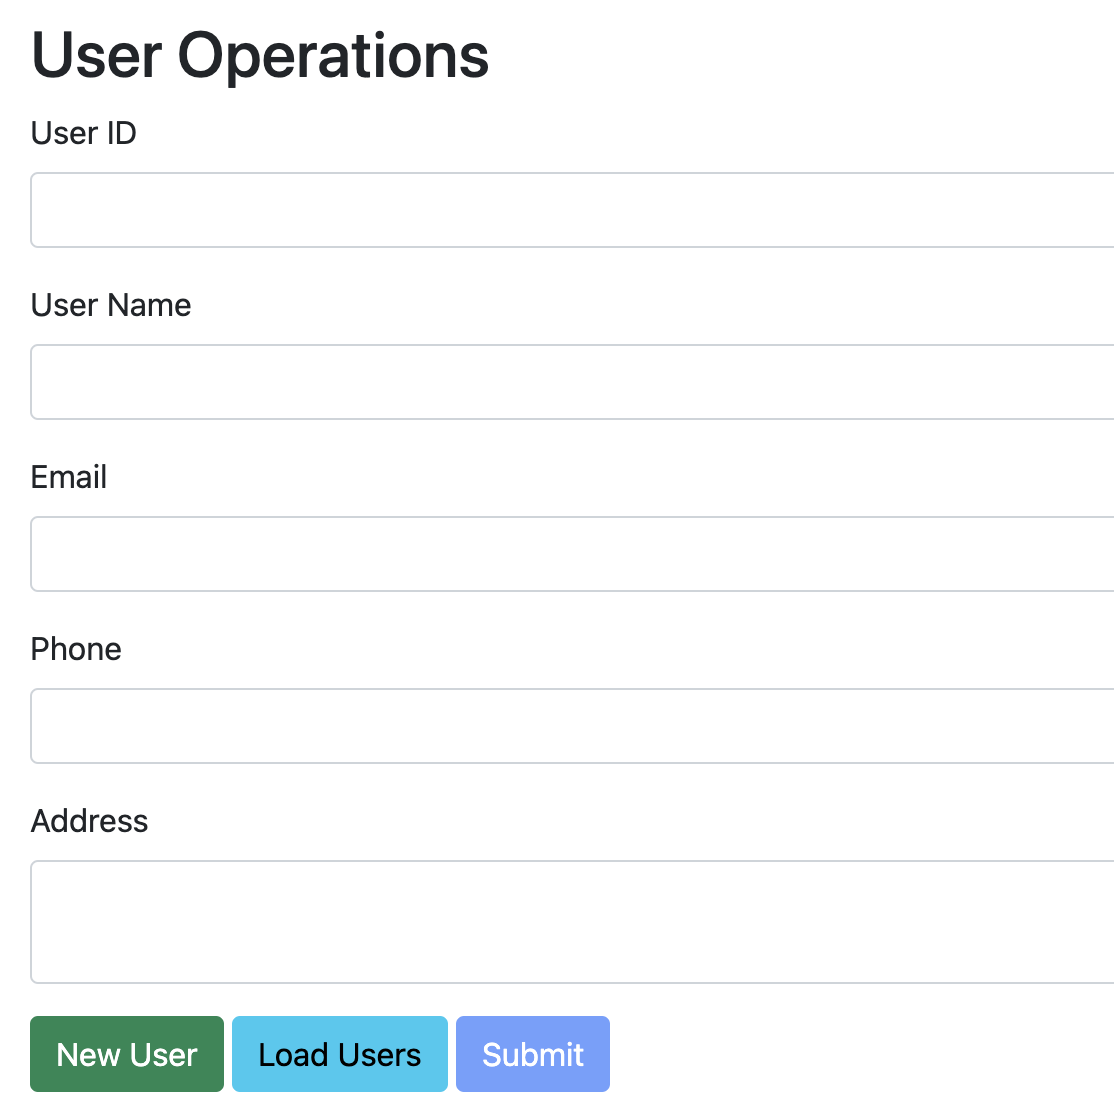 User Operations
User ID
User Name
Email
Phone
Address
New User Load Users Submit